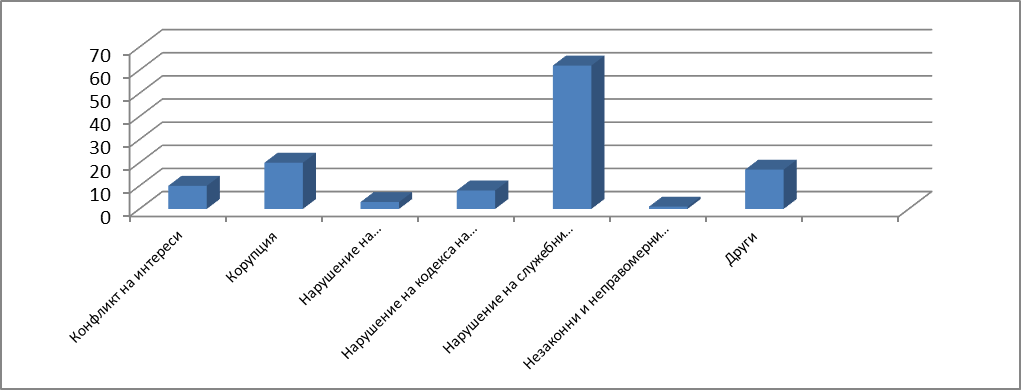 70
60
50
40
30
20
10
0
Конфликт на интереси
Корупция
Нарушение на...
Нарушение на кодекса на...
Нарушение на служебни...
Незаконни и неправомерни...
Други